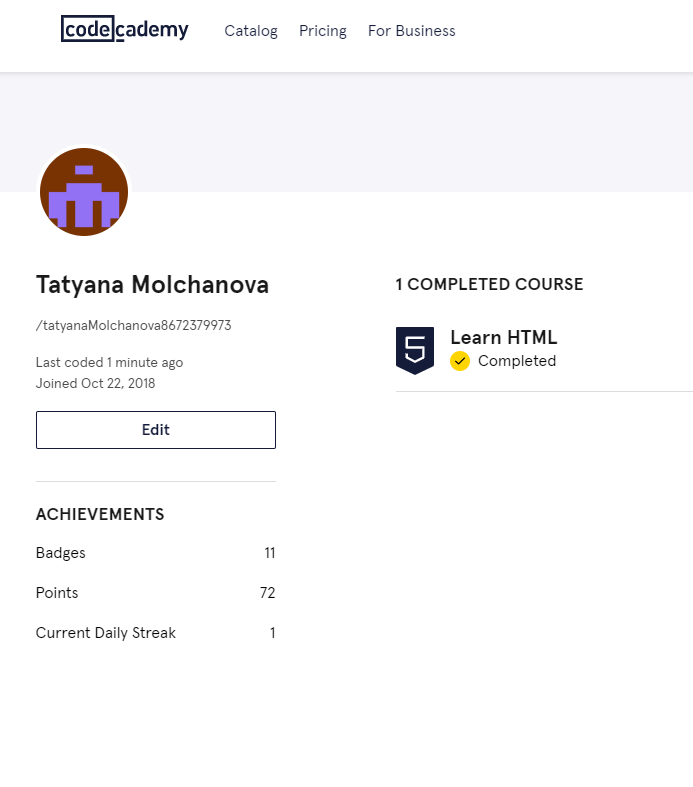 codecademy Catalog Pricing For Business
Tatyana Molchanova
/tatyanaMolchanova8672379973
Last coded 1 minute ago
Joined Oct 22, 2018
Edit
ACHIEVEMENTS
Badges 11
Points 72
Current Daily Streak 1
1 COMPLETED COURSE
5
Learn HTML
Completed